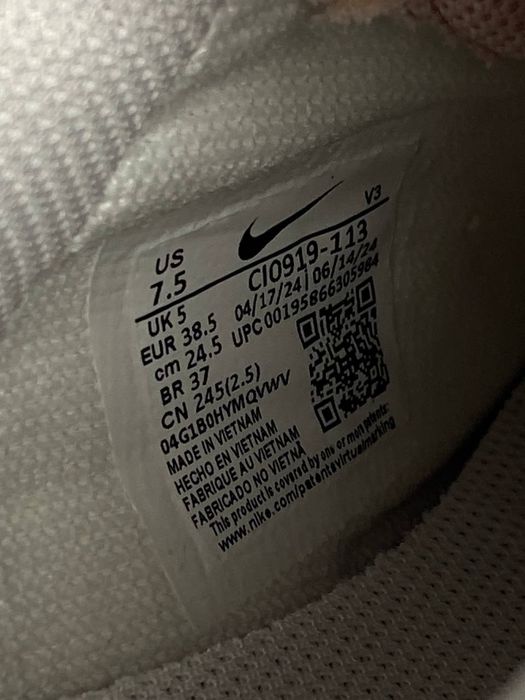 V3
US
7.5
CI0919-113
UK 5
04/17/24 | 06/14/24
EUR 38.5
UPC 00195866305984
cm 24.5
BR 37
CN 245(2.5)
04G1B0HYMQVWV
MADE IN VIETNAM
HECHO EN VIETNAM
FABRIQUE AU VIETNAM
FABRICADO NO VIETNÃ
This product is covered by one or more patents:
www.nike.com/patentsvirtualmarking